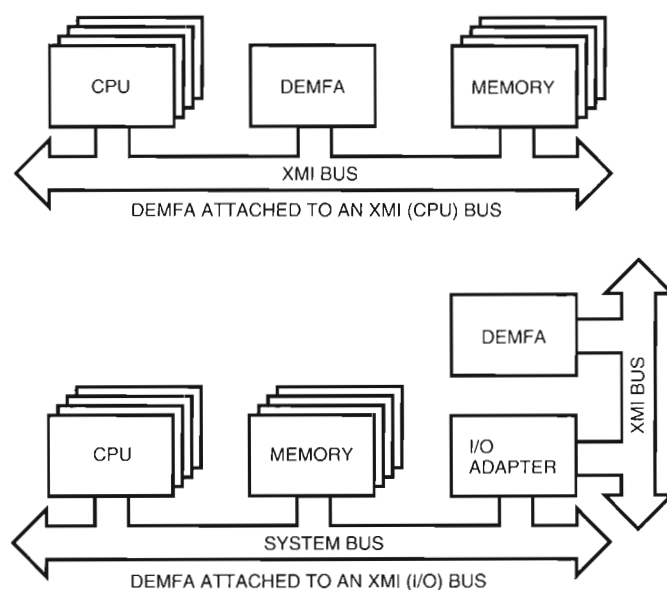 CPU
DEMFA
MEMORY
XMI BUS
DEMFA ATTACHED TO AN XMI (CPU) BUS
DEMFA
XMI BUS
CPU
MEMORY
I/O
ADAPTER
SYSTEM BUS
DEMFA ATTACHED TO AN XMI (I/O) BUS